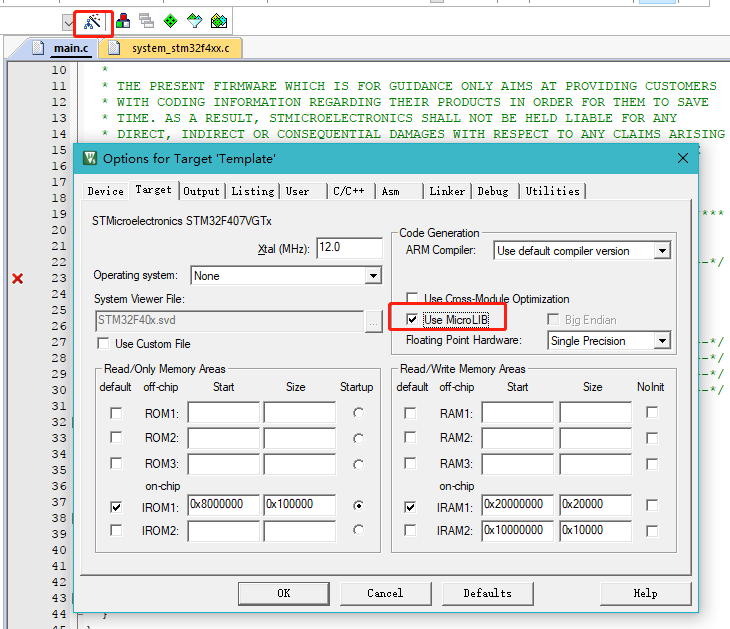 main.c system_stm32f4xx.c
10 *
11 * THE PRESENT FIRMWARE WHICH IS FOR GUIDANCE ONLY AIMS AT PROVIDING CUSTOMERS
12 * WITH CODING INFORMATION REGARDING THEIR PRODUCTS IN ORDER FOR THEM TO SAVE
13 * TIME. AS A RESULT, STMICROELECTRONICS SHALL NOT BE HELD LIABLE FOR ANY
14 * DIRECT, INDIRECT OR CONSEQUENTIAL DAMAGES WITH RESPECT TO ANY CLAIMS ARISING
15
16
17
18
19 ***
20
21
22 --*/
23
24
25
26
27 --*/
28 --*/
29 --*/
30 --*/
31
32
33
34
35
36
37
38
39
40
41
42
43
44 }
Options for Target 'Template'
Device Target Output Listing User C/C++ Asm Linker Debug Utilities
STMicroelectronics STM32F407VGTx
Xtal (MHz): 12.0
Operating system: None
System Viewer File:
STM32F40x.svd ...
Use Custom File
Code Generation
ARM Compiler: Use default compiler version
Use Cross-Module Optimization
Use MicroLIB Big Endian
Floating Point Hardware: Single Precision
Read/Only Memory Areas
default off-chip Start Size Startup
ROM1:
ROM2:
ROM3:
on-chip
IROM1: 0x8000000 0x100000
IROM2:
Read/Write Memory Areas
default off-chip Start Size NoInit
RAM1:
RAM2:
RAM3:
on-chip
IRAM1: 0x20000000 0x20000
IRAM2: 0x10000000 0x10000
OK Cancel Defaults Help